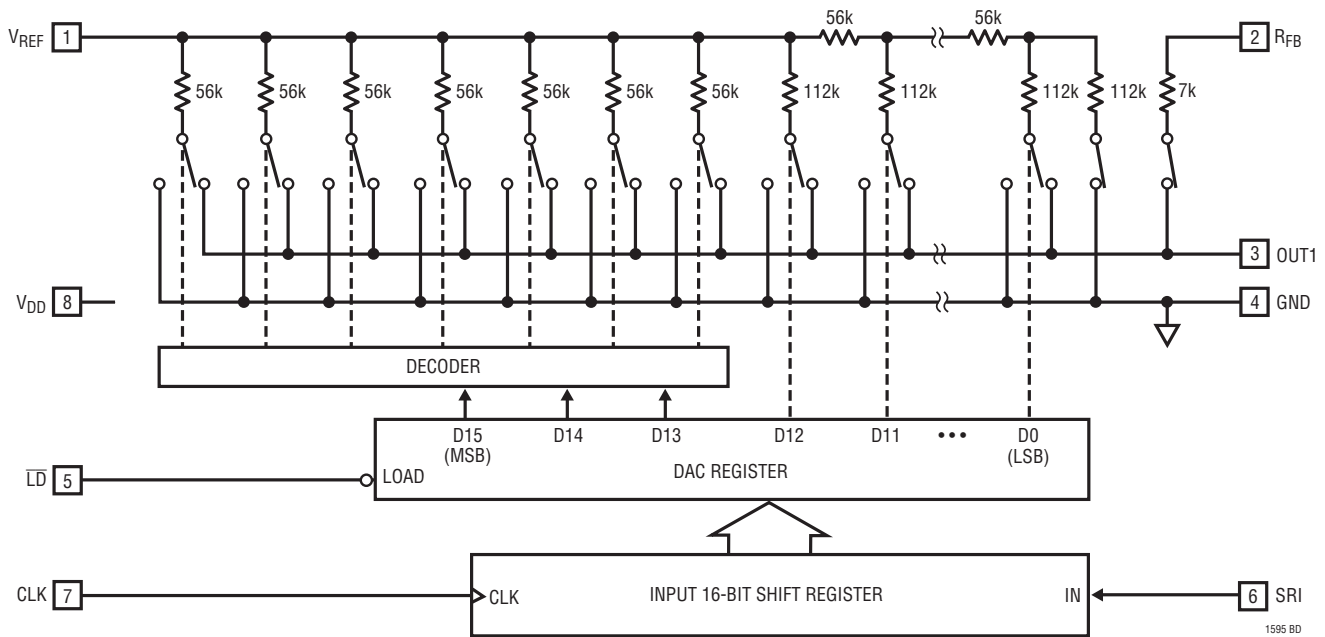 56k 56k
VREF 1 2 RFB
56k 56k 56k 56k 56k 56k 56k 112k 112k 112k 112k 7k
3 OUT1
VDD 8 4 GND
DECODER
D15 D14 D13 D12 D11 ••• D0
(MSB) (LSB)
LD 5 LOAD DAC REGISTER
CLK 7 CLK INPUT 16-BIT SHIFT REGISTER IN 6 SRI
1595 BD